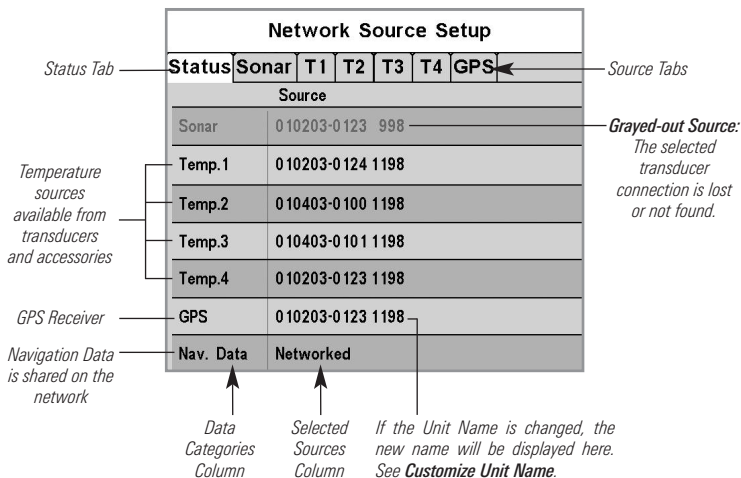 Network Source Setup
Status Tab
Status Sonar T1 T2 T3 T4 GPS
Source Tabs
Source
Sonar 010203-0123 998
Grayed-out Source:
The selected
transducer
connection is lost
or not found.
Temperature
sources
available from
transducers
and accessories
Temp.1 010203-0124 1198
Temp.2 010403-0100 1198
Temp.3 010403-0101 1198
Temp.4 010203-0123 1198
GPS Receiver
GPS 010203-0123 1198
Navigation Data
is shared on the
network
Nav. Data Networked
Data
Categories
Column
Selected
Sources
Column
If the Unit Name is changed, the
new name will be displayed here.
See Customize Unit Name.